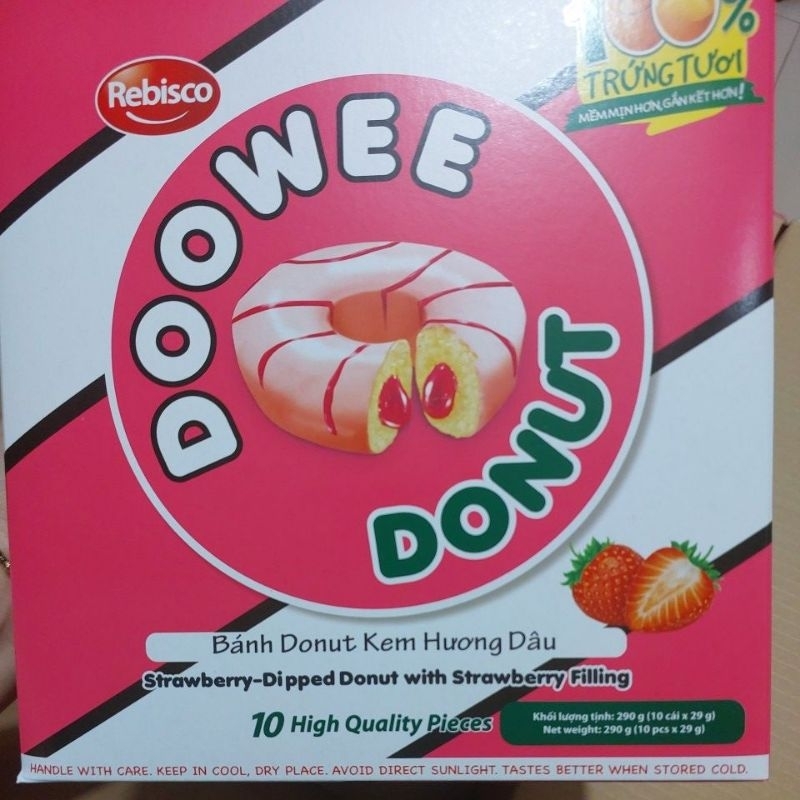 100%
TRỨNG TƯƠI
MỀM MỊN HƠN, GẮN KẾT HƠN!
Rebisco
DOOWEE
DONUT
Bánh Donut Kem Hương Dâu
Strawberry-Dipped Donut with Strawberry Filling
10 High Quality Pieces
Khối lượng tịnh: 290 g (10 cái x 29 g)
Net weight: 290 g (10 pcs x 29 g)
HANDLE WITH CARE. KEEP IN COOL, DRY PLACE. AVOID DIRECT SUNLIGHT. TASTES BETTER WHEN STORED COLD.